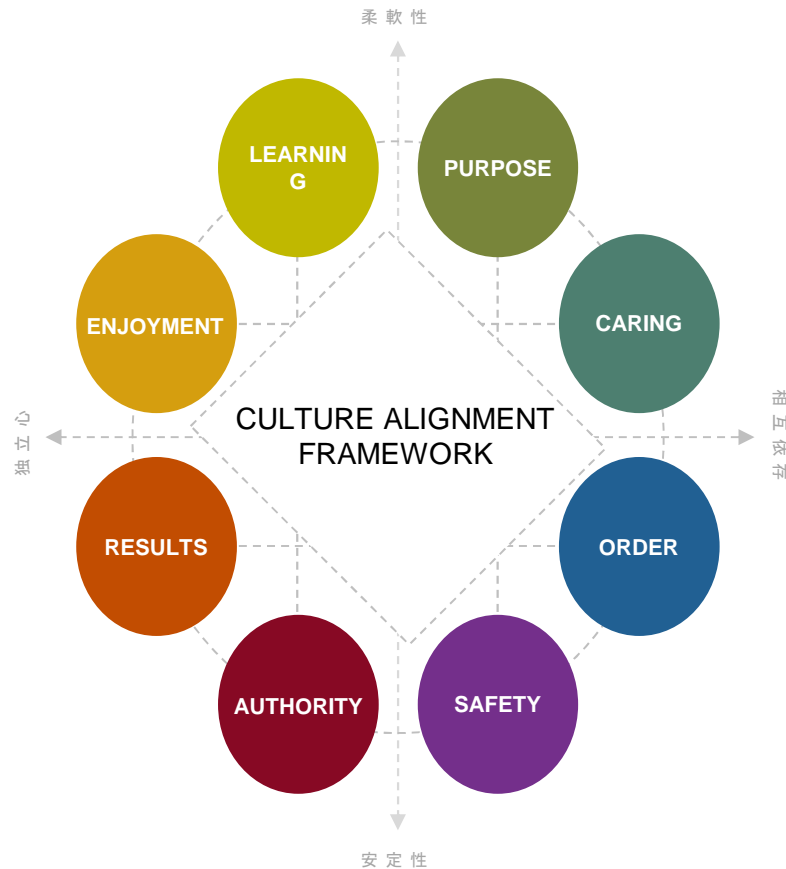 柔軟性
LEARNIN
G
PURPOSE
ENJOYMENT
CARING
独立心
CULTURE ALIGNMENT
FRAMEWORK
相互依存
RESULTS
ORDER
AUTHORITY
SAFETY
安定性